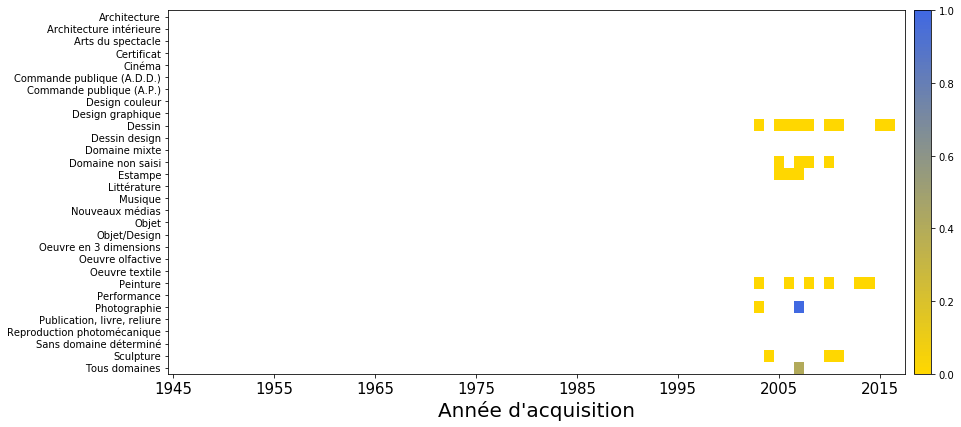 Architecture
Architecture intérieure
Arts du spectacle
Certificat
Cinéma
Commande publique (A.D.D.)
Commande publique (A.P.)
Design couleur
Design graphique
Dessin
Dessin design
Domaine mixte
Domaine non saisi
Estampe
Littérature
Musique
Nouveaux médias
Objet
Objet/Design
Oeuvre en 3 dimensions
Oeuvre olfactive
Oeuvre textile
Peinture
Performance
Photographie
Publication, livre, reliure
Reproduction photomécanique
Sans domaine déterminé
Sculpture
Tous domaines
1945 1955 1965 1975 1985 1995 2005 2015
Année d'acquisition
1.0
0.8
0.6
0.4
0.2
0.0